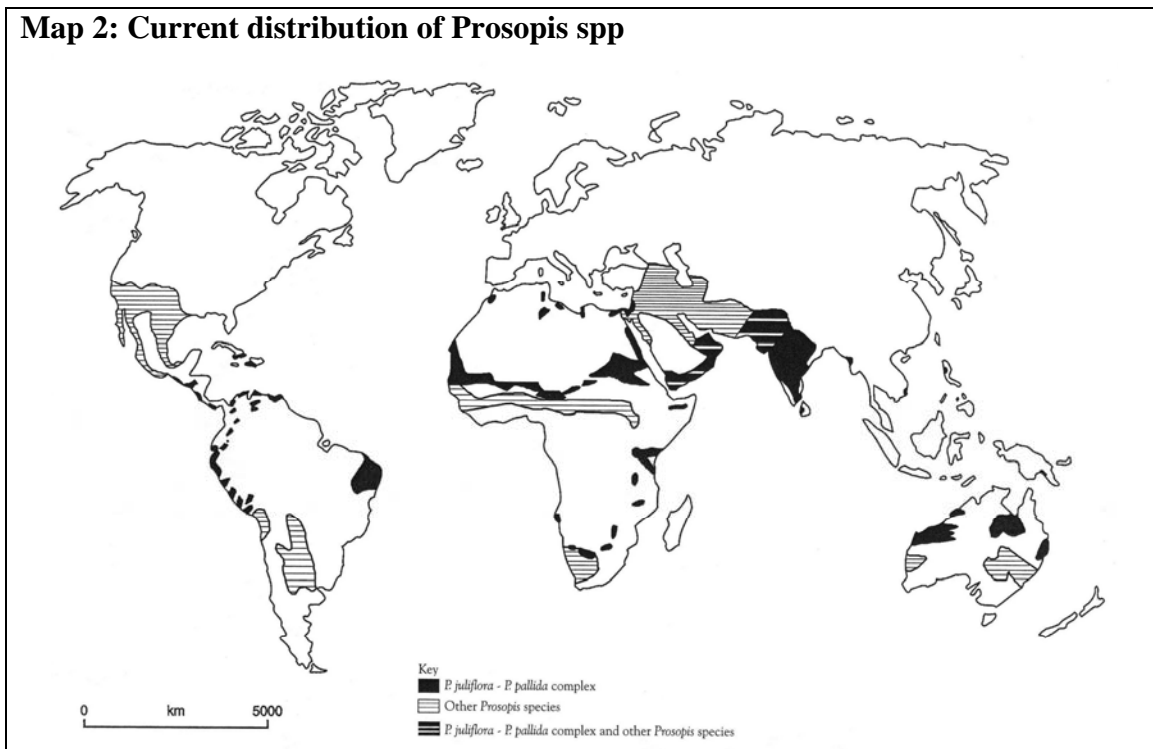 Map 2: Current distribution of Prosopis spp
Key
P. juliflora - P. pallida complex
Other Prosopis species
P. juliflora - P. pallida complex and other Prosopis species
0 km 5000